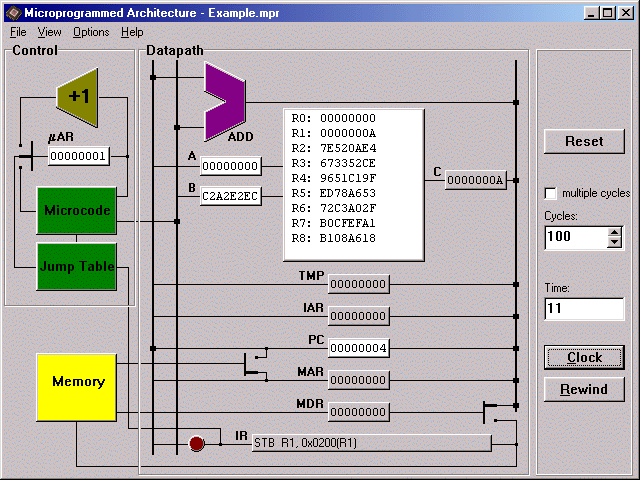 Microprogrammed Architecture - Example.mpr
File View Options Help
Control
Datapath
+1
µAR
00000001
Microcode
Jump Table
Memory
ADD
A
00000000
B
C2A2E2EC
R0: 00000000
R1: 0000000A
R2: 7E520AE4
R3: 673352CE
R4: 9651C19F
R5: ED78A653
R6: 72C3A02F
R7: B0CFEFA1
R8: B108A618
C
0000000A
TMP
00000000
IAR
00000000
PC
00000004
MAR
00000000
MDR
00000000
IR
STB R1, 0x0200(R1)
Reset
multiple cycles
Cycles:
100
Time:
11
Clock
Rewind